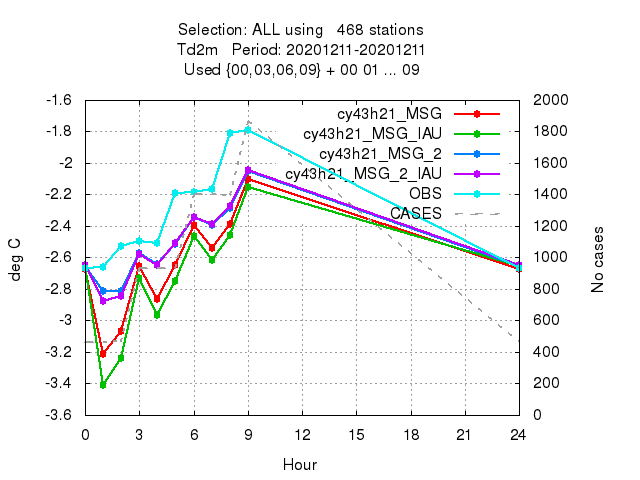 Selection: ALL using   468 stations
Td2m   Period: 20201211-20201211
Used {00,03,06,09} + 00 01 ... 09
-1.6
-1.8
-2
-2.2
-2.4
-2.6
-2.8
-3
-3.2
-3.4
-3.6
deg C
cy43h21_MSG
cy43h21_MSG_IAU
cy43h21_MSG_2
cy43h21_MSG_2_IAU
OBS
CASES
2000
1800
1600
1400
1200
1000
800
600
400
200
0
No cases
0 3 6 9 12 15 18 21 24
Hour